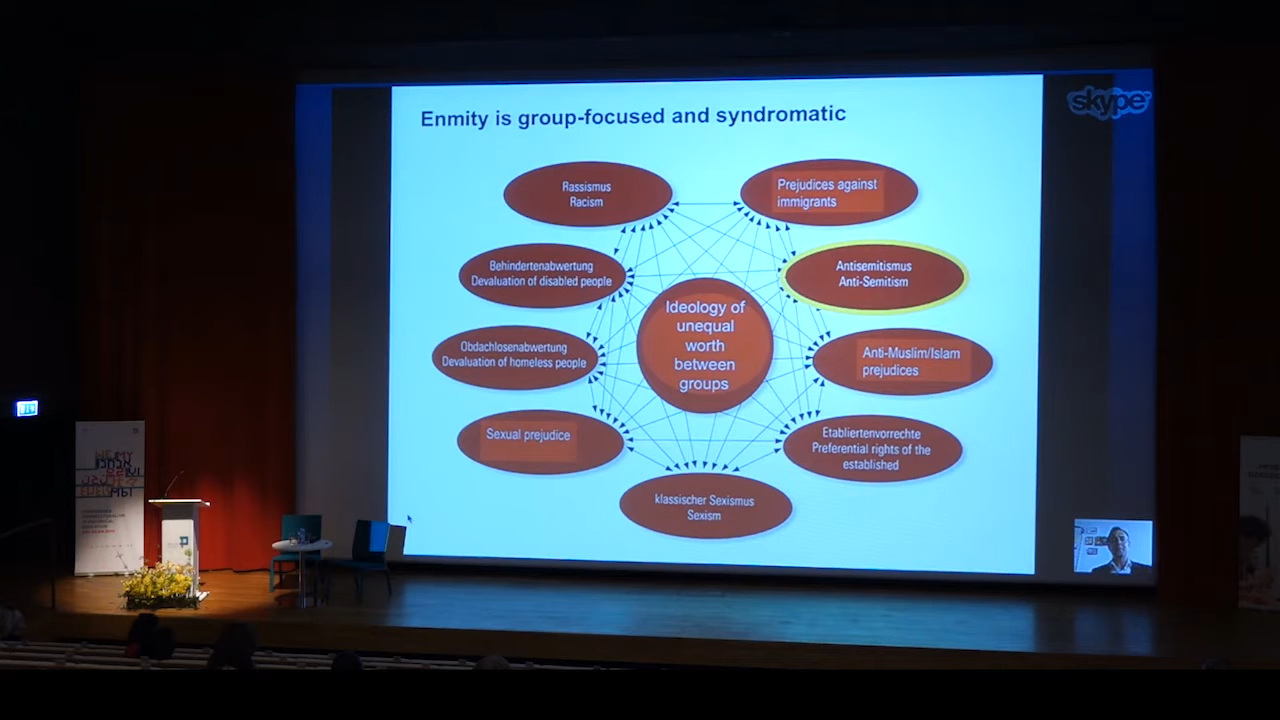 skype
Enmity is group-focused and syndromatic
Rassismus
Racism
Prejudices against
immigrants
Behindertenabwertung
Devaluation of disabled people
Antisemitismus
Anti-Semitism
Ideology of
unequal
worth
between
groups
Obdachlosenabwertung
Devaluation of homeless people
Anti-Muslim/Islam
prejudices
Sexual prejudice
Etabliertenvorrechte
Preferential rights of the
established
klassischer Sexismus
Sexism